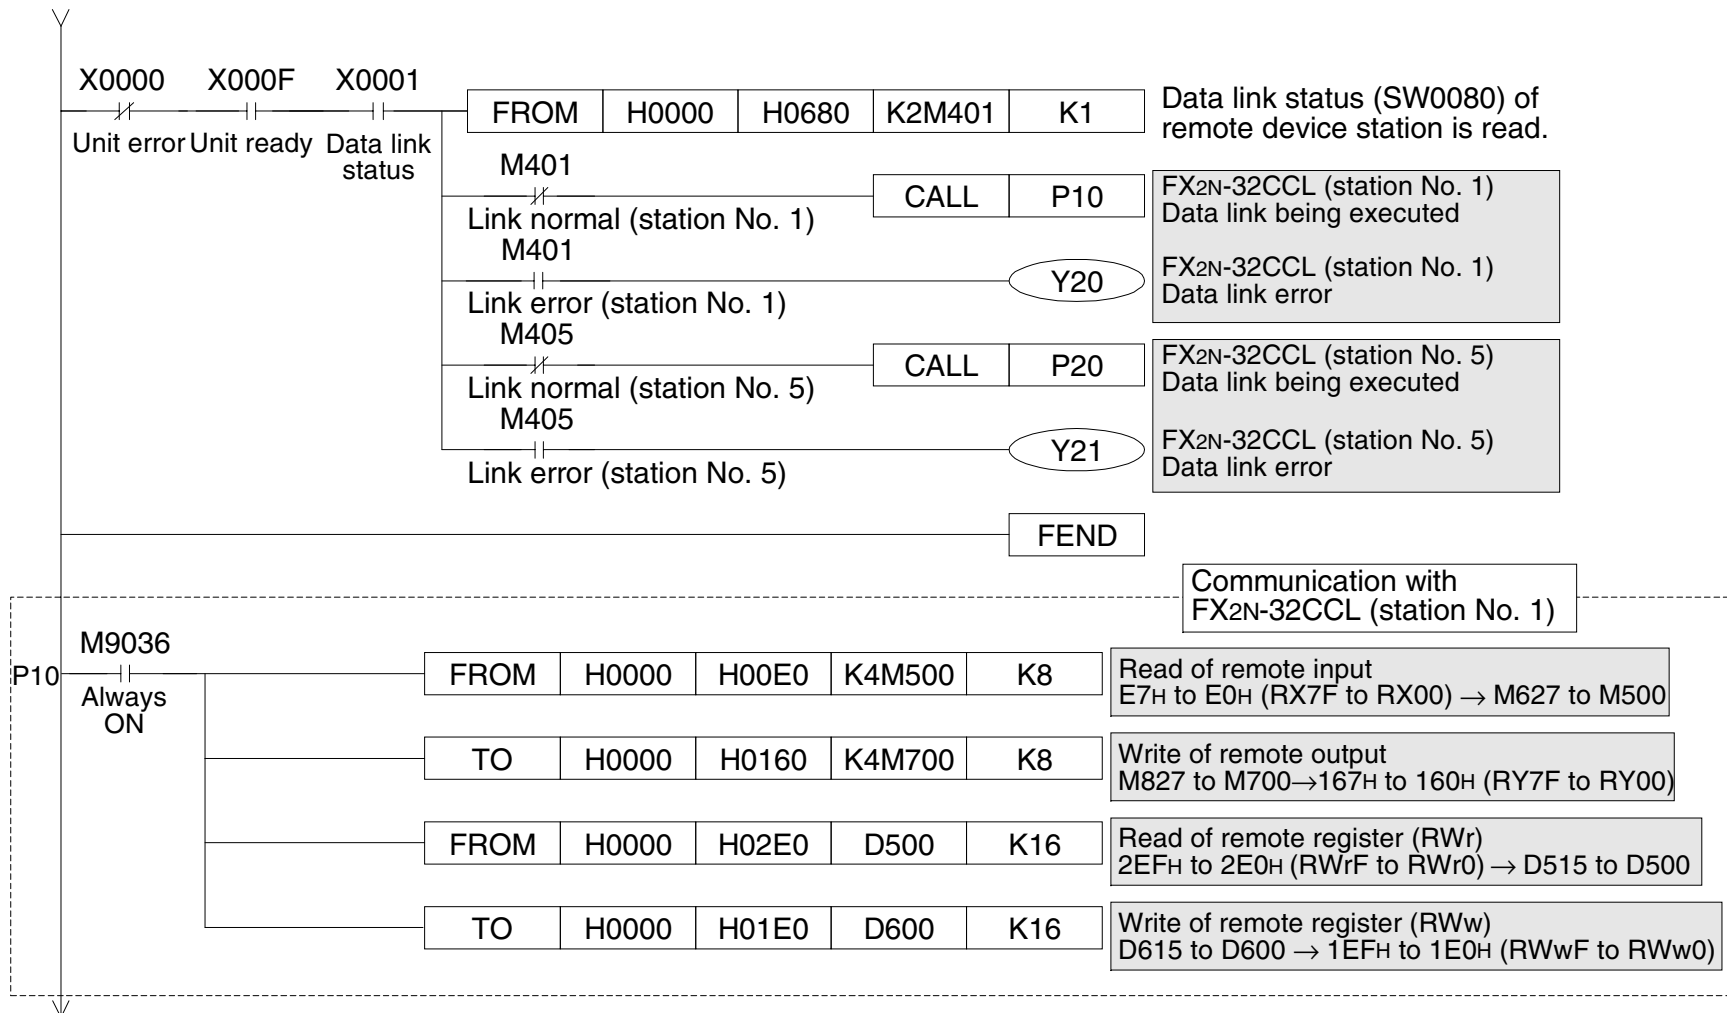 X0000 X000F X0001
Unit error Unit ready Data link
status
FROM H0000 H0680 K2M401 K1
Data link status (SW0080) of
remote device station is read.
M401
Link normal (station No. 1)
CALL P10
FX2N-32CCL (station No. 1)
Data link being executed
M401
Link error (station No. 1)
Y20
FX2N-32CCL (station No. 1)
Data link error
M405
Link normal (station No. 5)
CALL P20
FX2N-32CCL (station No. 5)
Data link being executed
M405
Link error (station No. 5)
Y21
FX2N-32CCL (station No. 5)
Data link error
FEND
Communication with
FX2N-32CCL (station No. 1)
P10
M9036
Always
ON
FROM H0000 H00E0 K4M500 K8
Read of remote input
E7H to E0H (RX7F to RX00) → M627 to M500
TO H0000 H0160 K4M700 K8
Write of remote output
M827 to M700→167H to 160H (RY7F to RY00)
FROM H0000 H02E0 D500 K16
Read of remote register (RWr)
2EFH to 2E0H (RWrF to RWr0) → D515 to D500
TO H0000 H01E0 D600 K16
Write of remote register (RWw)
D615 to D600 → 1EFH to 1E0H (RWwF to RWw0)